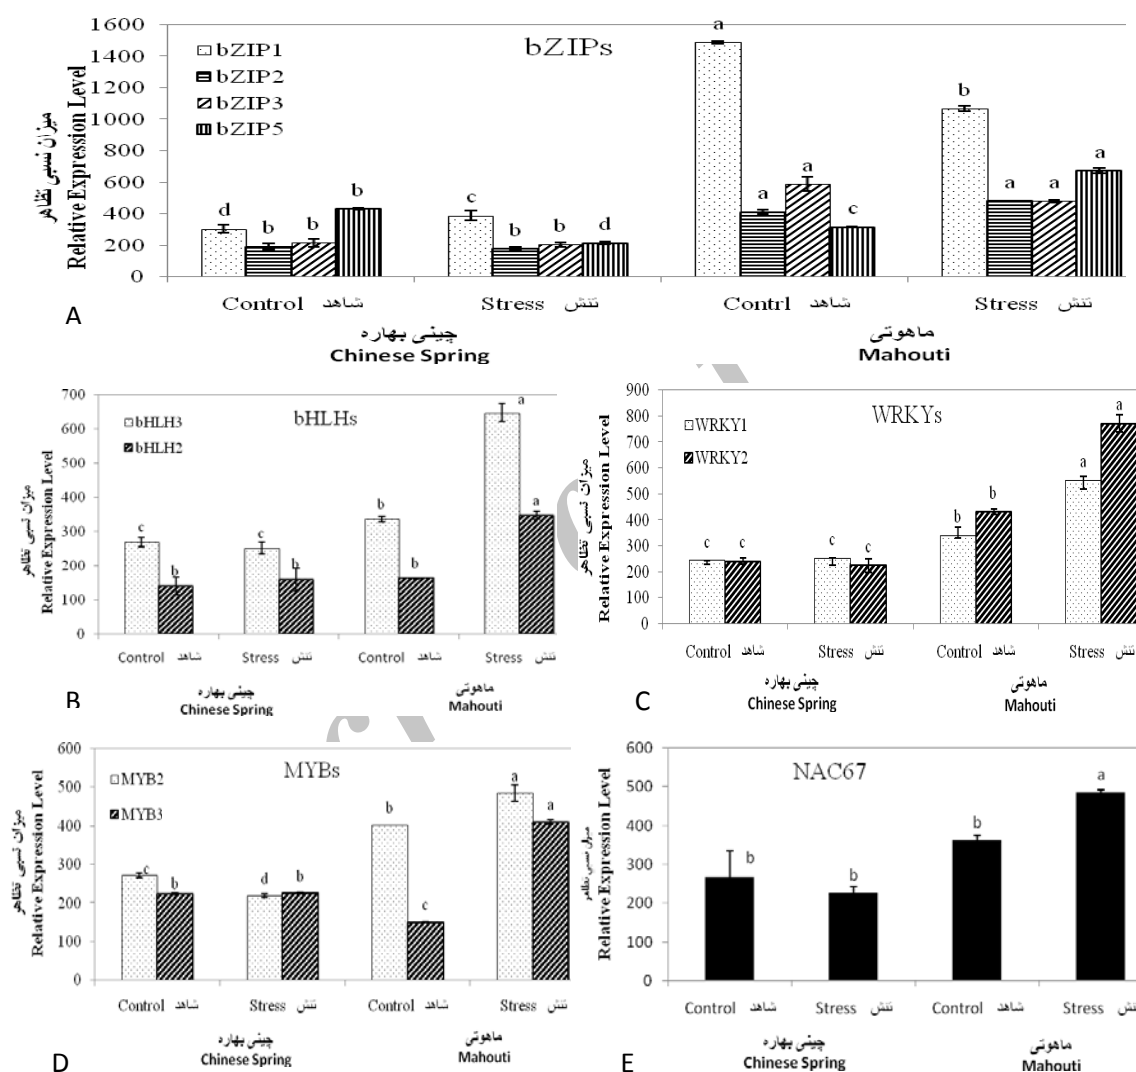 bZIPs
1600
1400
1200
1000
800
600
400
200
0
میزان نسبی تظاهر
Relative Expression Level
bZIP1
bZIP2
bZIP3
bZIP5
d b b b
c b b d
a a a c
b a a a
Control شاهد
Stress تنش
Contrl شاهد
Stress تنش
چینی بهاره
Chinese Spring
ماهوتی
Mahouti
A
bHLHs
700
600
500
400
300
200
100
0
میزان نسبی تظاهر
Relative Expression Level
bHLH3
bHLH2
c b
c b
b b
a a
Control شاهد
Stress تنش
Control شاهد
Stress تنش
چینی بهاره
Chinese Spring
ماهوتی
Mahouti
B
WRKYs
900
800
700
600
500
400
300
200
100
0
میزان نسبی تظاهر
Relative Expression Level
WRKY1
WRKY2
c c
c c
b b
a a
Control شاهد
Stress تنش
Control شاهد
Stress تنش
چینی بهاره
Chinese Spring
ماهوتی
Mahouti
C
MYBs
600
500
400
300
200
100
0
میزان نسبی تظاهر
Relative Expression Level
MYB2
MYB3
c b
d b
b c
a a
Control شاهد
Stress تنش
Control شاهد
Stress تنش
چینی بهاره
Chinese Spring
ماهوتی
Mahouti
D
NAC67
600
500
400
300
200
100
0
Relative Expression Level
b
b
b
a
Control شاهد
Stress تنش
Control شاهد
Stress تنش
چینی بهاره
Chinese Spring
ماهوتی
Mahouti
E